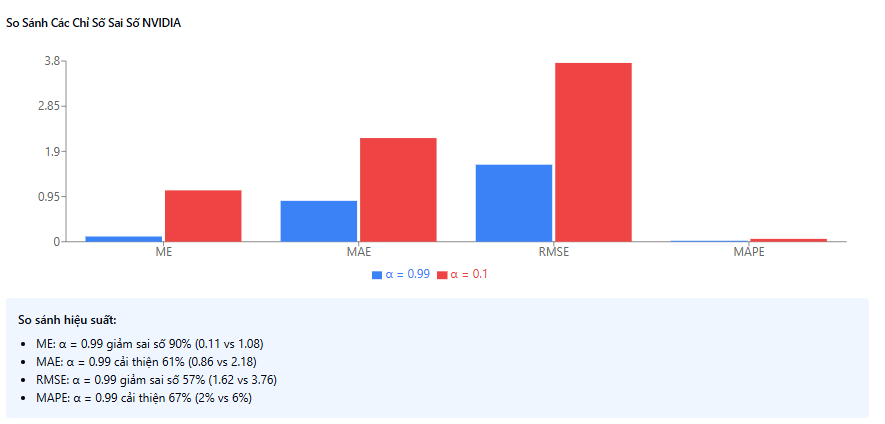 So Sánh Các Chỉ Số Sai Số NVIDIA
3.8
2.85
1.9
0.95
0
ME MAE RMSE MAPE
α = 0.99 α = 0.1
So sánh hiệu suất:
• ME: α = 0.99 giảm sai số 90% (0.11 vs 1.08)
• MAE: α = 0.99 cải thiện 61% (0.86 vs 2.18)
• RMSE: α = 0.99 giảm sai số 57% (1.62 vs 3.76)
• MAPE: α = 0.99 cải thiện 67% (2% vs 6%)